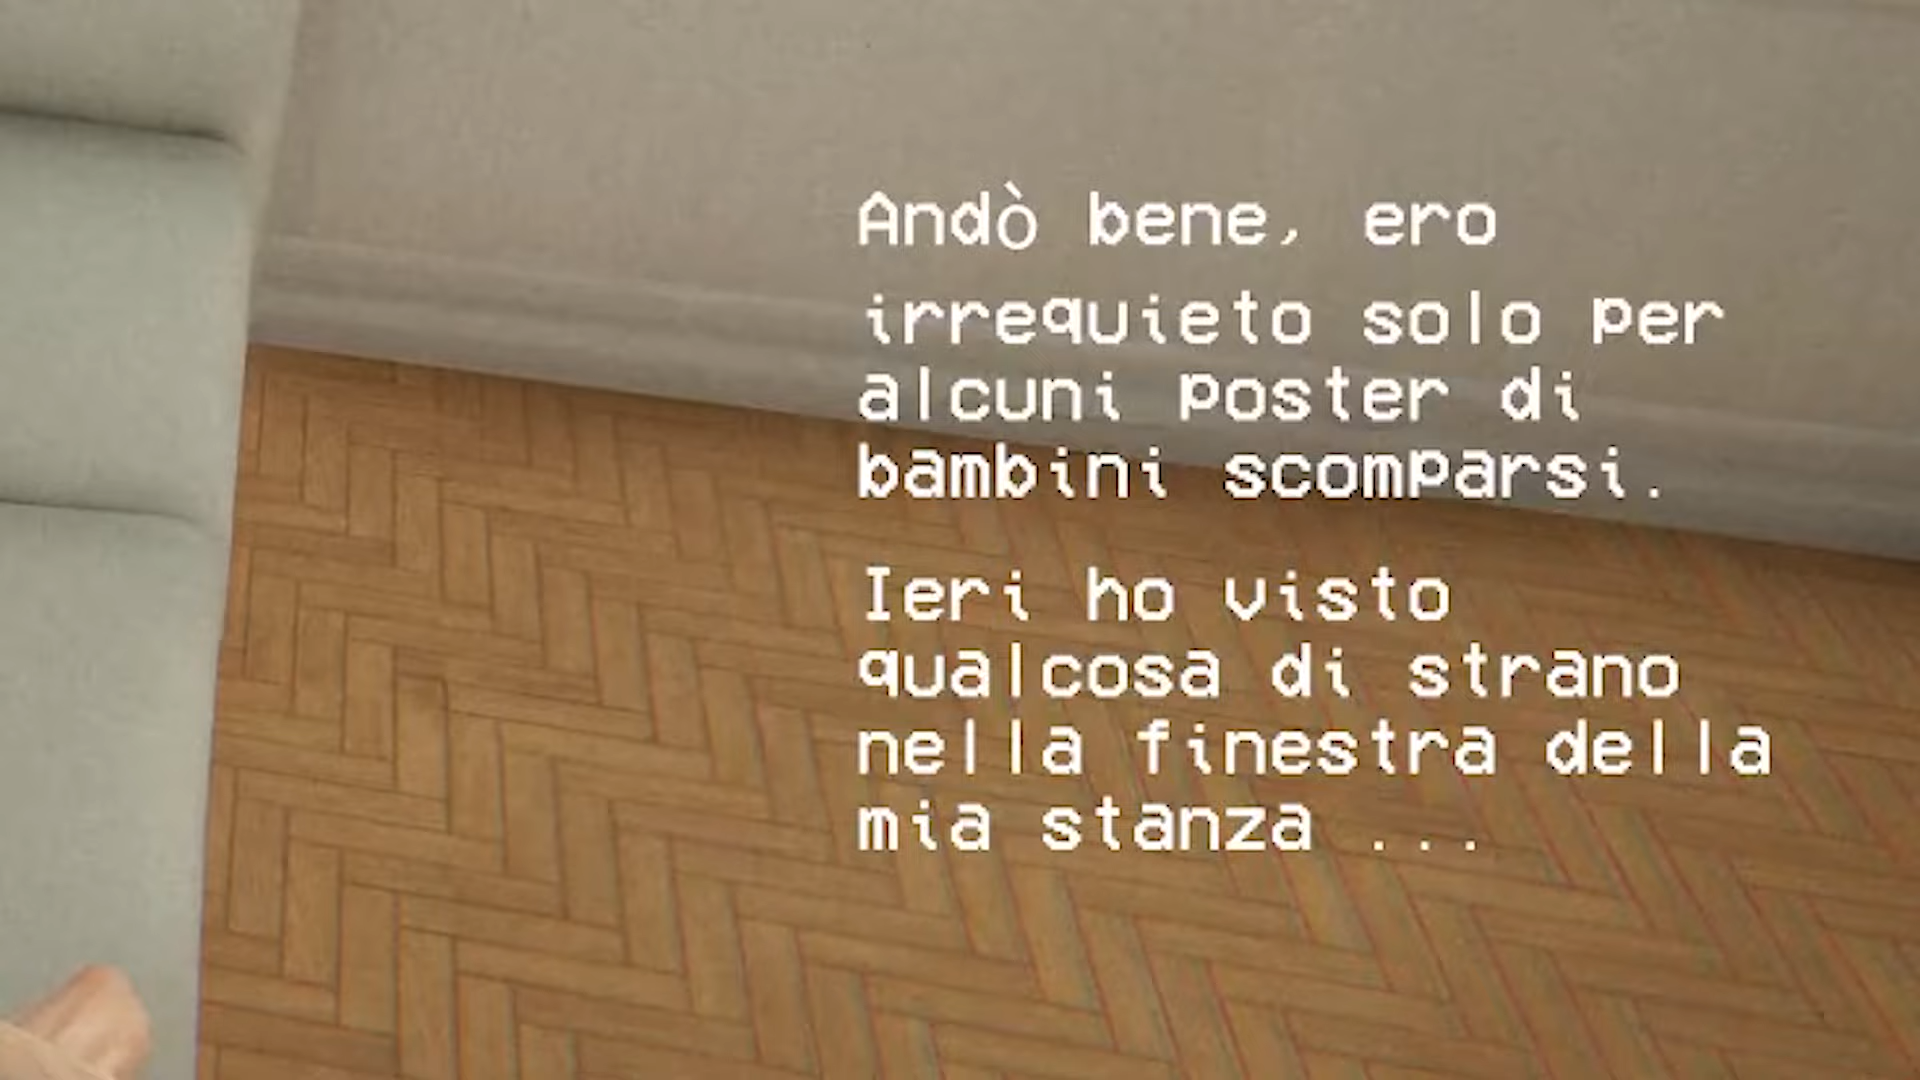 Andò bene, ero
irrequieto solo per
alcuni poster di
bambini scomparsi.
Ieri ho visto
qualcosa di strano
nella finestra della
mia stanza ...